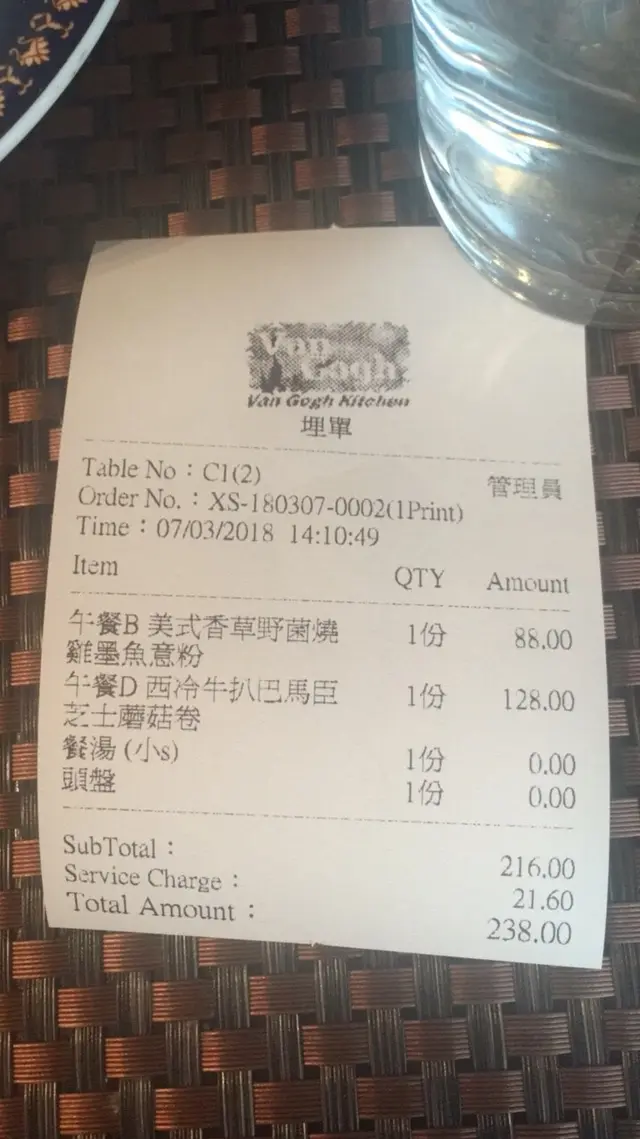 Van
Gogh
Van Gogh Kitchen
埋單
Table No：C1(2)
管理員
Order No.：XS-180307-0002(1Print)
Time：07/03/2018 14:10:49
Item QTY Amount
午餐B 美式香草野菌燒 1份 88.00
雞墨魚意粉
午餐D 西冷牛扒巴馬臣 1份 128.00
芝士蘑菇卷
餐湯 (小s) 1份 0.00
頭盤 1份 0.00
SubTotal： 216.00
Service Charge： 21.60
Total Amount： 238.00